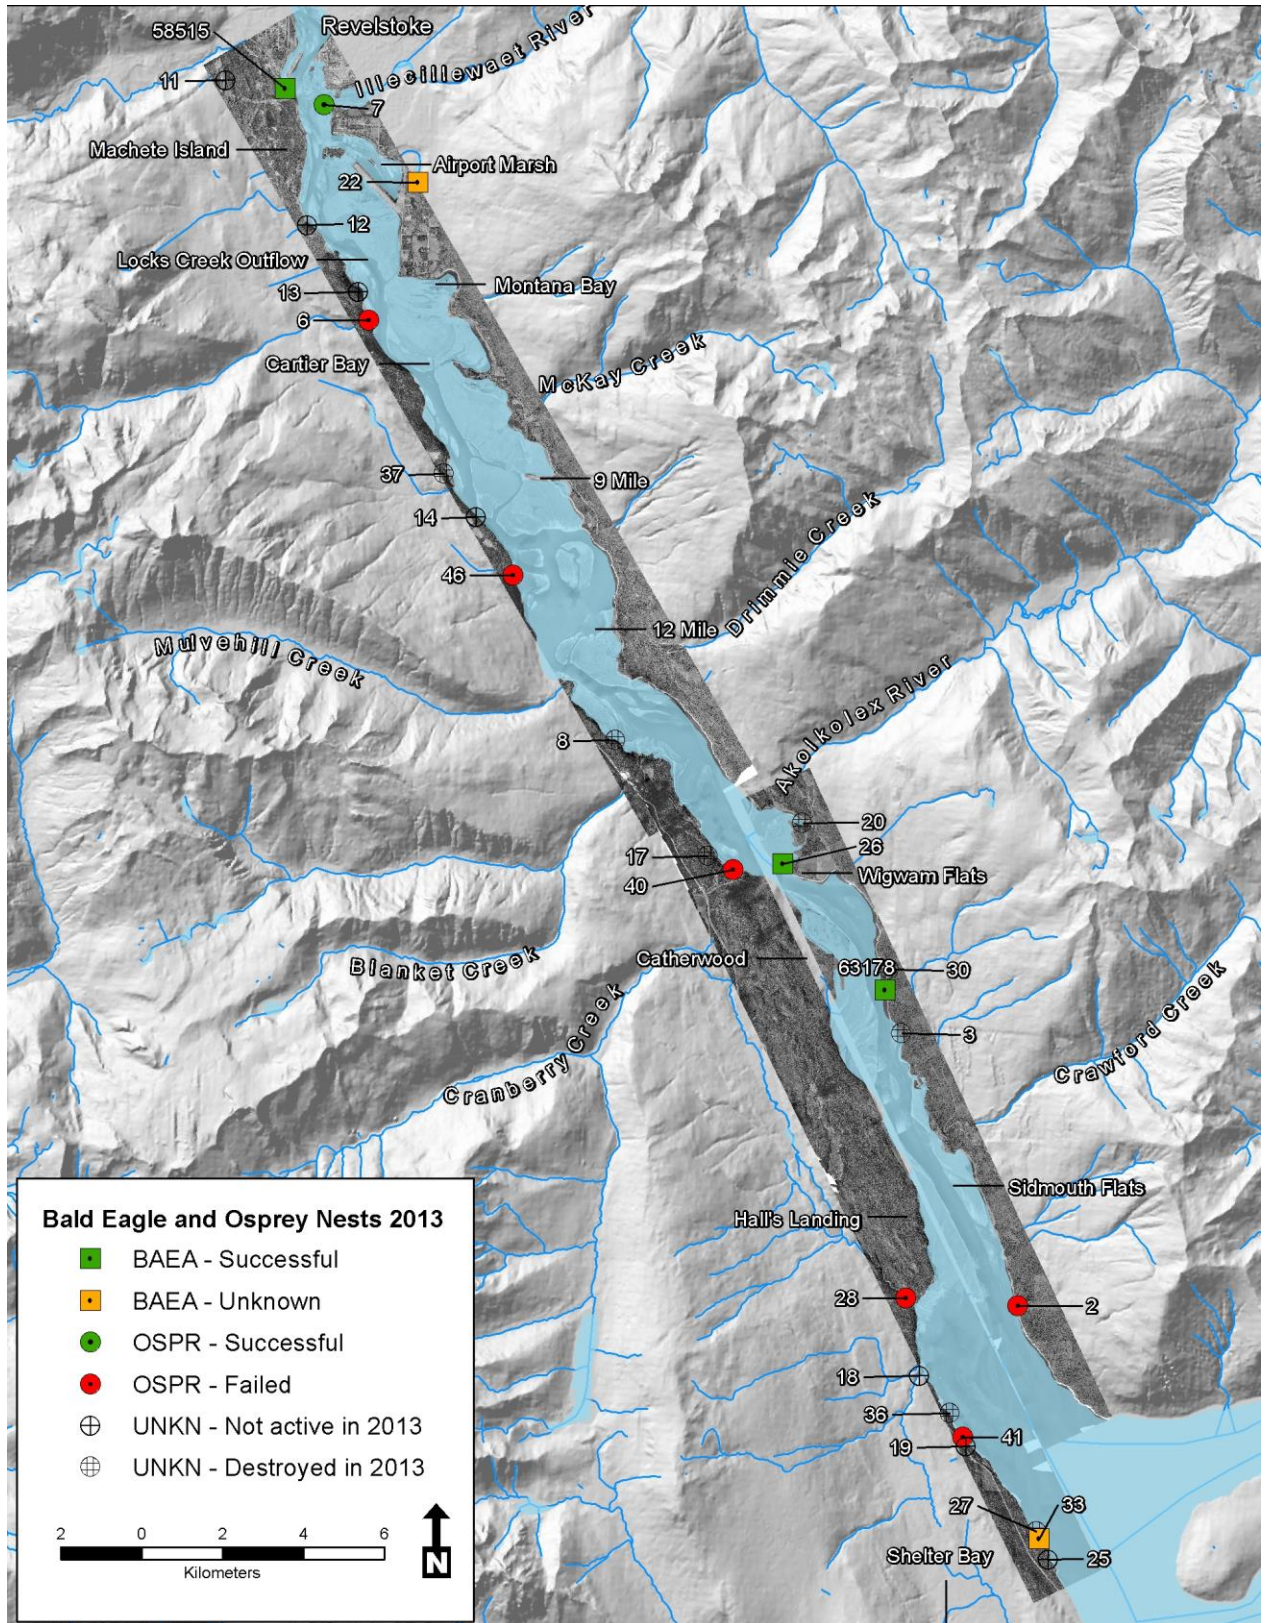 Revelstoke
58515
Illecillewaet River
11
7
Machete Island
Airport Marsh
22
12
Locks Creek Outflow
Montana Bay
13
6
Cartier Bay
McKay Creek
37
9 Mile
14
46
Drimmie Creek
12 Mile
Mulvehill Creek
Akolkolex River
8
20
26
17
Wigwam Flats
40
Catherwood
Blanket Creek
63178
30
3
Crawford Creek
Cranberry Creek
Sidmouth Flats
Hall's Landing
28
2
18
36
41
19
27
33
Shelter Bay
25
Bald Eagle and Osprey Nests 2013
BAEA - Successful
BAEA - Unknown
OSPR - Successful
OSPR - Failed
UNKN - Not active in 2013
UNKN - Destroyed in 2013
2 0 2 4 6
Kilometers
N